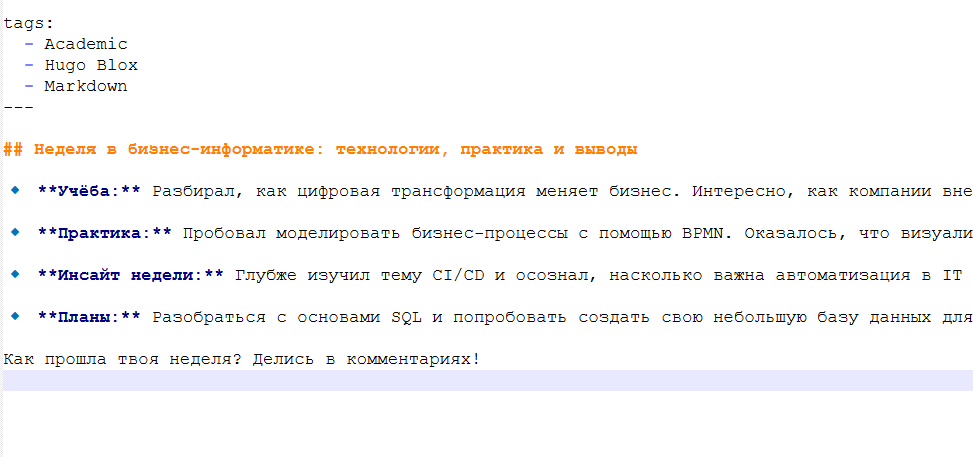 tags:
  - Academic
  - Hugo Blox
  - Markdown
---
## Неделя в бизнес-информатике: технологии, практика и выводы
🔹 **Учёба:** Разбирал, как цифровая трансформация меняет бизнес. Интересно, как компании вне
🔹 **Практика:** Пробовал моделировать бизнес-процессы с помощью BPMN. Оказалось, что визуали
🔹 **Инсайт недели:** Глубже изучил тему CI/CD и осознал, насколько важна автоматизация в IT
🔹 **Планы:** Разобраться с основами SQL и попробовать создать свою небольшую базу данных для
Как прошла твоя неделя? Делись в комментариях!